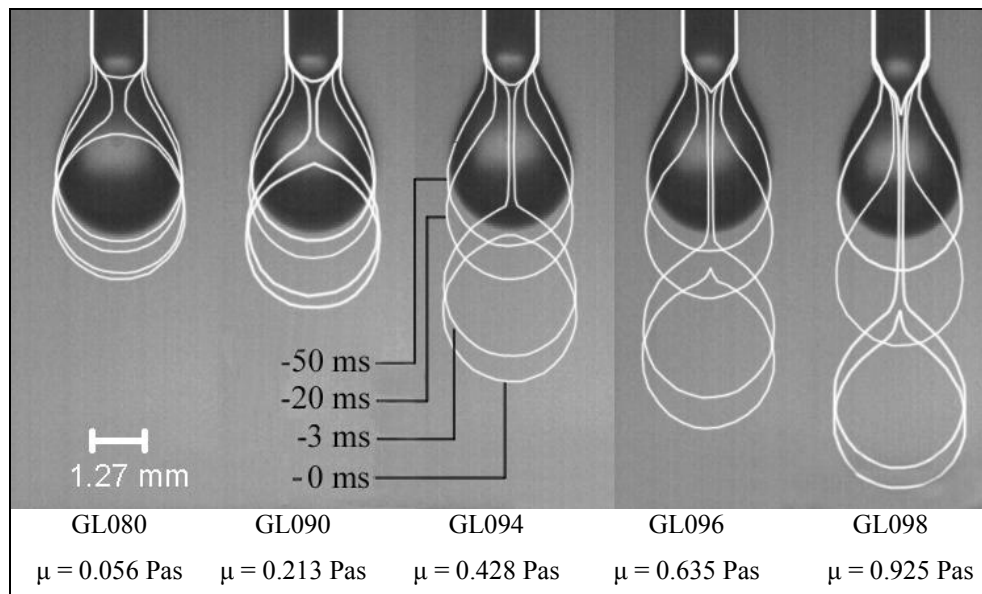 -50 ms
-20 ms
-3 ms
-0 ms
1.27 mm
GL080 GL090 GL094 GL096 GL098
μ = 0.056 Pas μ = 0.213 Pas μ = 0.428 Pas μ = 0.635 Pas μ = 0.925 Pas